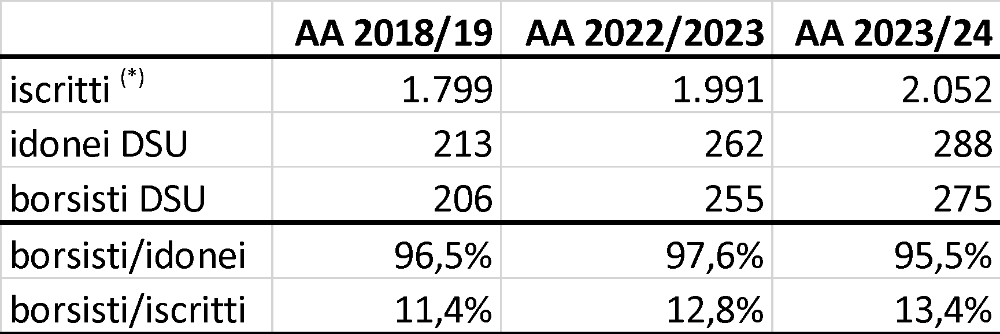 AA 2018/19 AA 2022/2023 AA 2023/24
iscritti (*) 1.799 1.991 2.052
idonei DSU 213 262 288
borsisti DSU 206 255 275
borsisti/idonei 96,5% 97,6% 95,5%
borsisti/iscritti 11,4% 12,8% 13,4%